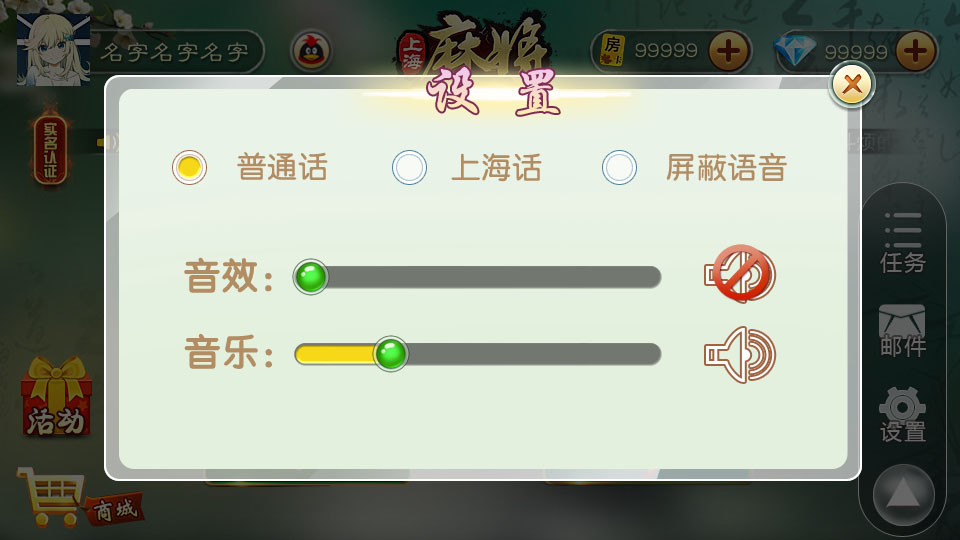 名字名字名字
上海
麻将
房卡
99999
99999
设 置
实名认证
普通话
上海话
屏蔽语音
音效：
音乐：
任务
邮件
设置
活动
商城